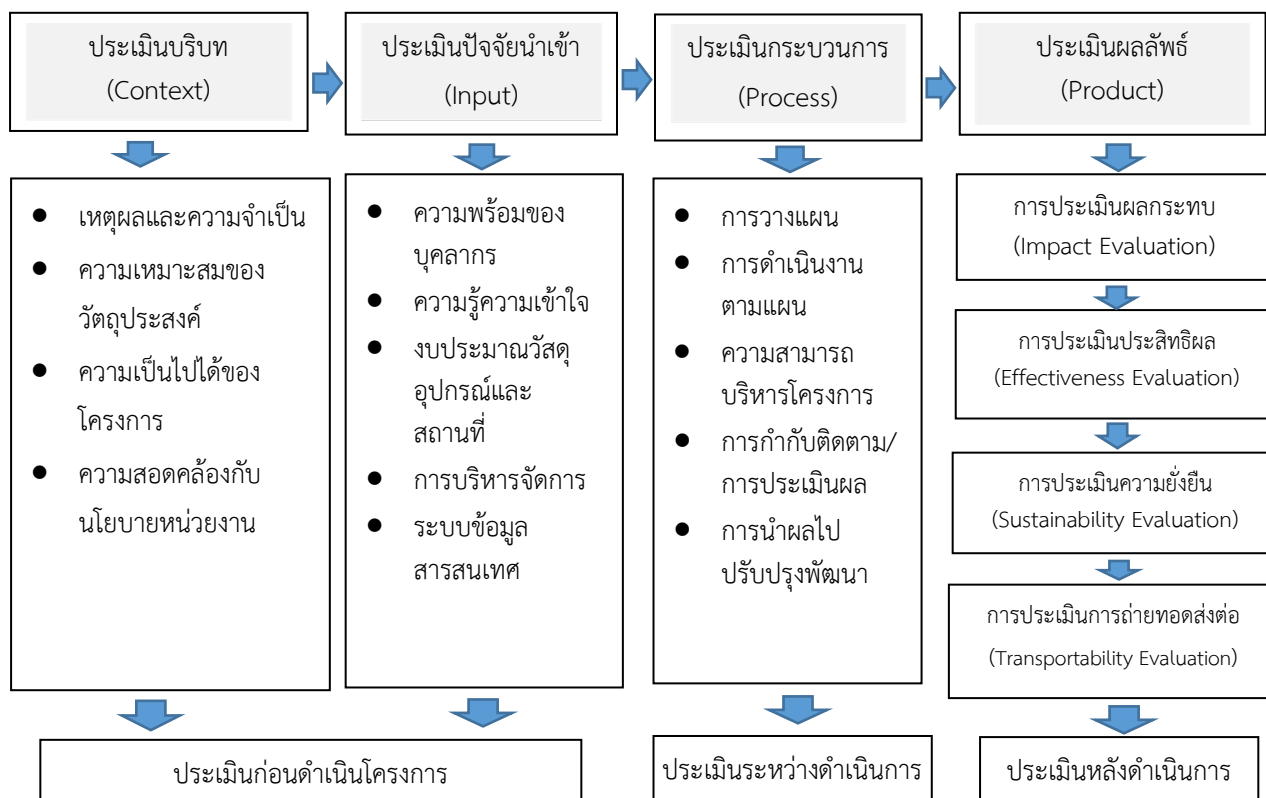 ประเมินบริบท
(Context)
ประเมินปัจจัยนำเข้า
(Input)
ประเมินกระบวนการ
(Process)
ประเมินผลลัพธ์
(Product)
● เหตุผลและความจำเป็น
● ความเหมาะสมของ
วัตถุประสงค์
● ความเป็นไปได้ของ
โครงการ
● ความสอดคล้องกับ
นโยบายหน่วยงาน
● ความพร้อมของ
บุคลากร
● ความรู้ความเข้าใจ
● งบประมาณวัสดุ
อุปกรณ์และ
สถานที่
● การบริหารจัดการ
● ระบบข้อมูล
สารสนเทศ
● การวางแผน
● การดำเนินงาน
ตามแผน
● ความสามารถ
บริหารโครงการ
● การกำกับติดตาม/
การประเมินผล
● การนำผลไป
ปรับปรุงพัฒนา
การประเมินผลกระทบ
(Impact Evaluation)
การประเมินประสิทธิผล
(Effectiveness Evaluation)
การประเมินความยั่งยืน
(Sustainability Evaluation)
การประเมินการถ่ายทอดส่งต่อ
(Transportability Evaluation)
ประเมินก่อนดำเนินโครงการ
ประเมินระหว่างดำเนินการ
ประเมินหลังดำเนินการ